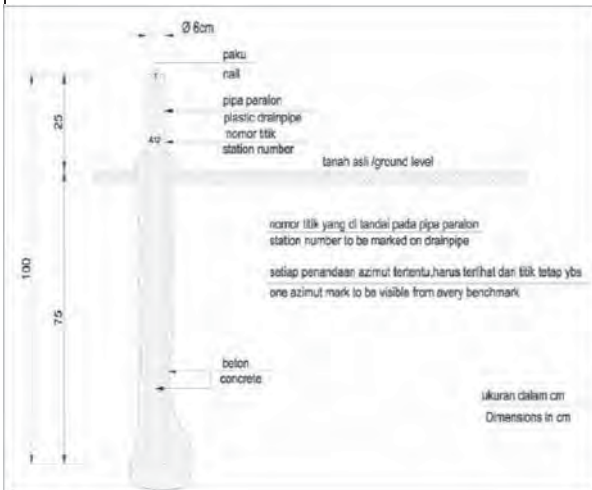 Ø 6cm
paku
nail
pipa paralon
plastic drainpipe
nomor titik
station number
A12
25
tanah asli /ground level
nomor titik yang di tandai pada pipa paralon
station number to be marked on drainpipe
setiap penandaan azimut tertentu,harus terlihat dari titik tetap ybs
one azimut mark to be visible from every benchmark
100
75
beton
concrete
ukuran dalam cm
Dimensions in cm